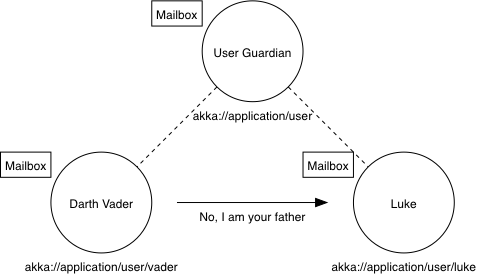 Mailbox
User Guardian
akka://application/user
Mailbox
Mailbox
Darth Vader
Luke
No, I am your father
akka://application/user/vader
akka://application/user/luke